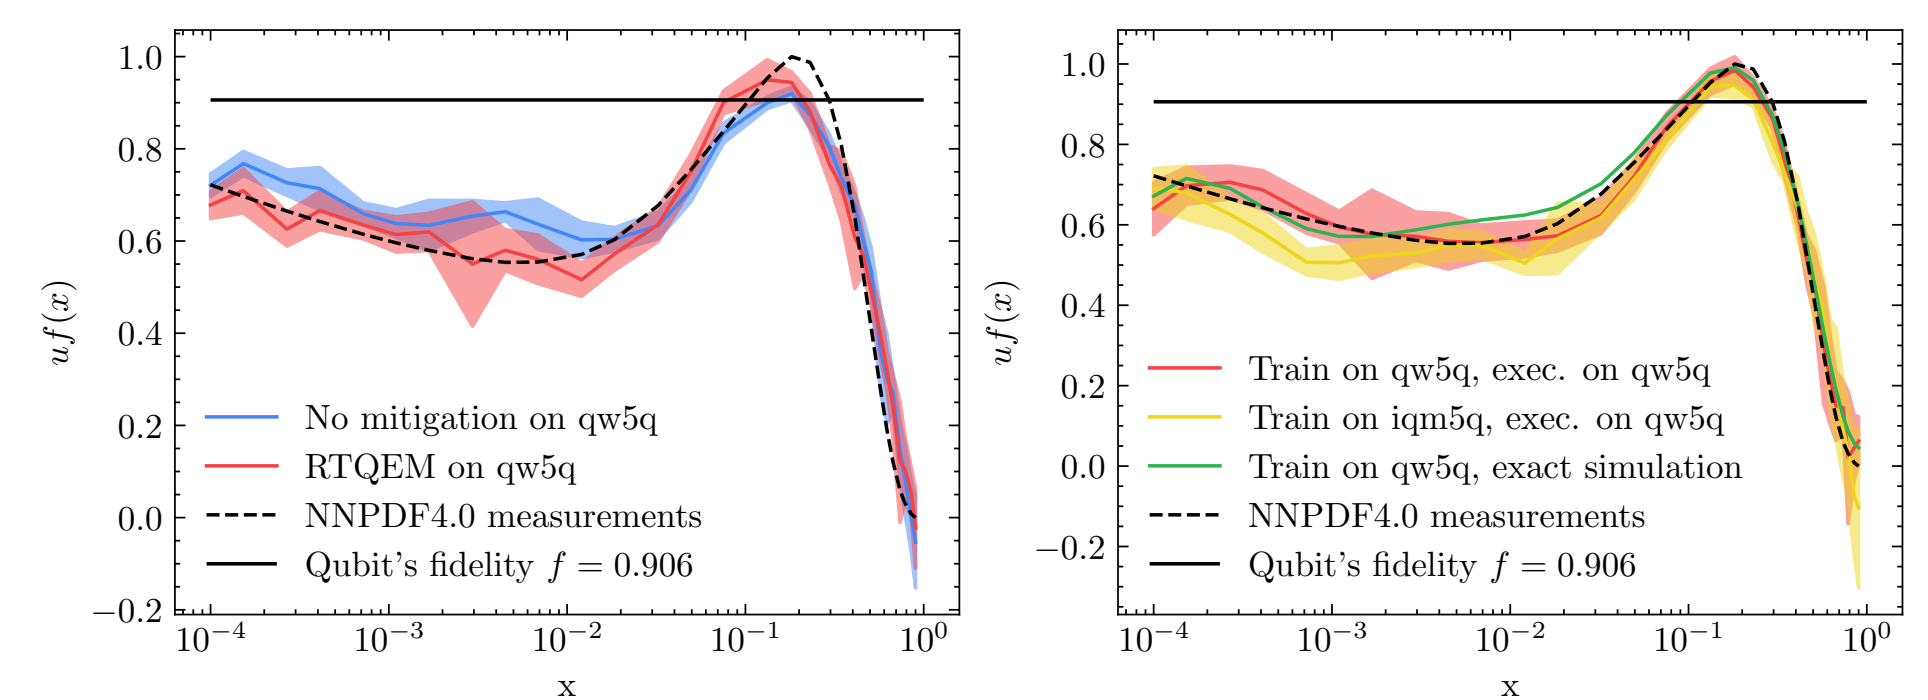 1.0
0.8
0.6
0.4
0.2
0.0
−0.2
uf(x)
No mitigation on qw5q
RTQEM on qw5q
NNPDF4.0 measurements
Qubit's fidelity f = 0.906
10⁻⁴ 10⁻³ 10⁻² 10⁻¹ 10⁰
x
1.0
0.8
0.6
0.4
0.2
0.0
−0.2
uf(x)
Train on qw5q, exec. on qw5q
Train on iqm5q, exec. on qw5q
Train on qw5q, exact simulation
NNPDF4.0 measurements
Qubit's fidelity f = 0.906
10⁻⁴ 10⁻³ 10⁻² 10⁻¹ 10⁰
x